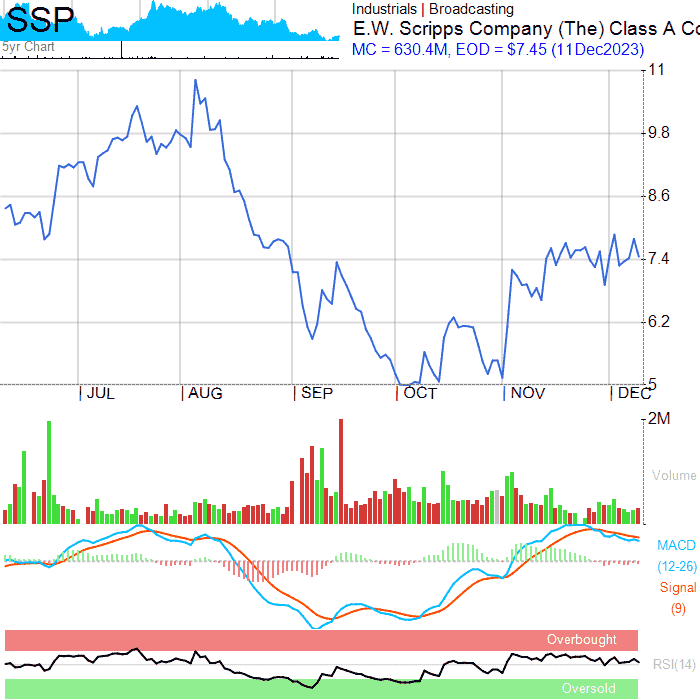 SSP
5yr Chart
Industrials | Broadcasting
E.W. Scripps Company (The) Class A Co
MC = 630.4M, EOD = $7.45 (11Dec2023)
11
9.8
8.6
7.4
6.2
5
JUL AUG SEP OCT NOV DEC
2M
Volume
MACD
(12-26)
Signal
(9)
Overbought
RSI(14)
Oversold